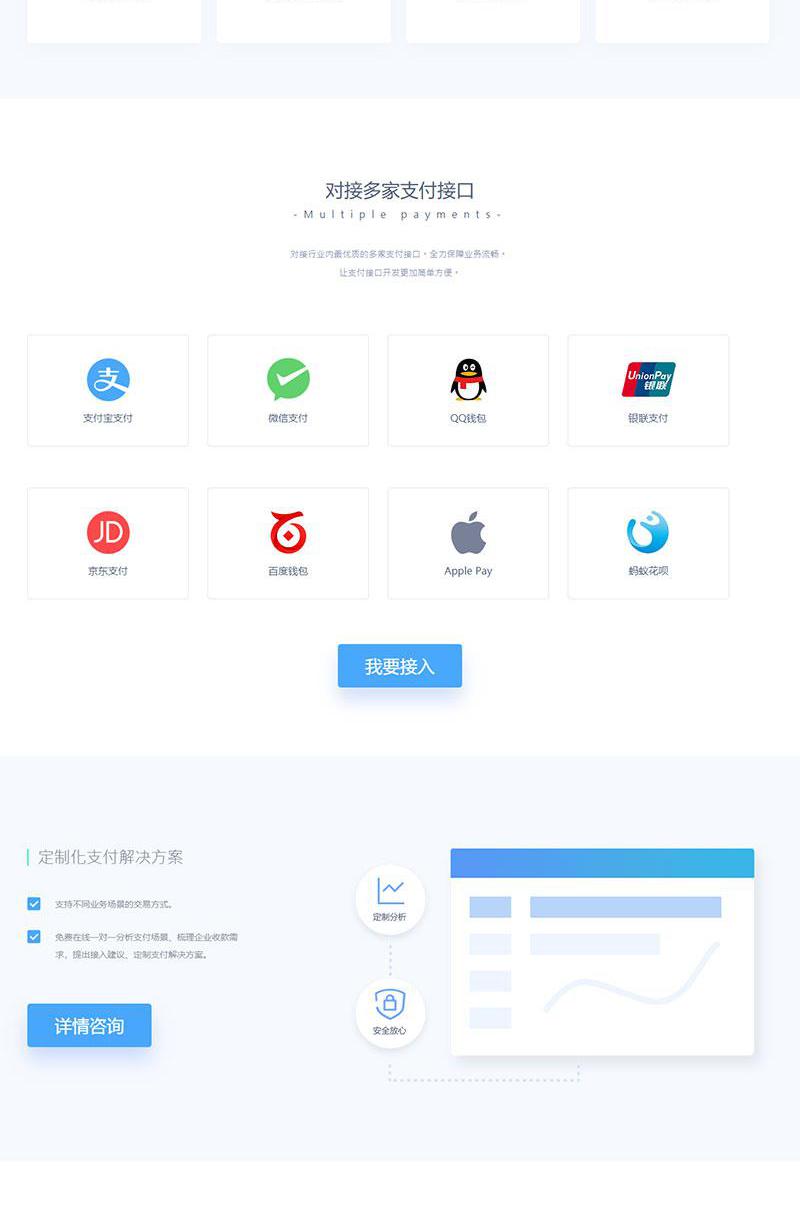 对接多家支付接口
-Multiple payments-
对接行业内最优质的多家支付接口，全力保障业务流畅，
让支付接口开发更加简单方便。
支
UnionPay
银联
支付宝支付
微信支付
QQ钱包
银联支付
JD
京东支付
百度钱包
Apple Pay
蚂蚁花呗
我要接入
定制化支付解决方案
支持不同业务场景的交易方式。
免费在线一对一分析支付场景、梳理企业收款需
求，提出接入建议、定制支付解决方案。
详情咨询
定制分析
安全放心